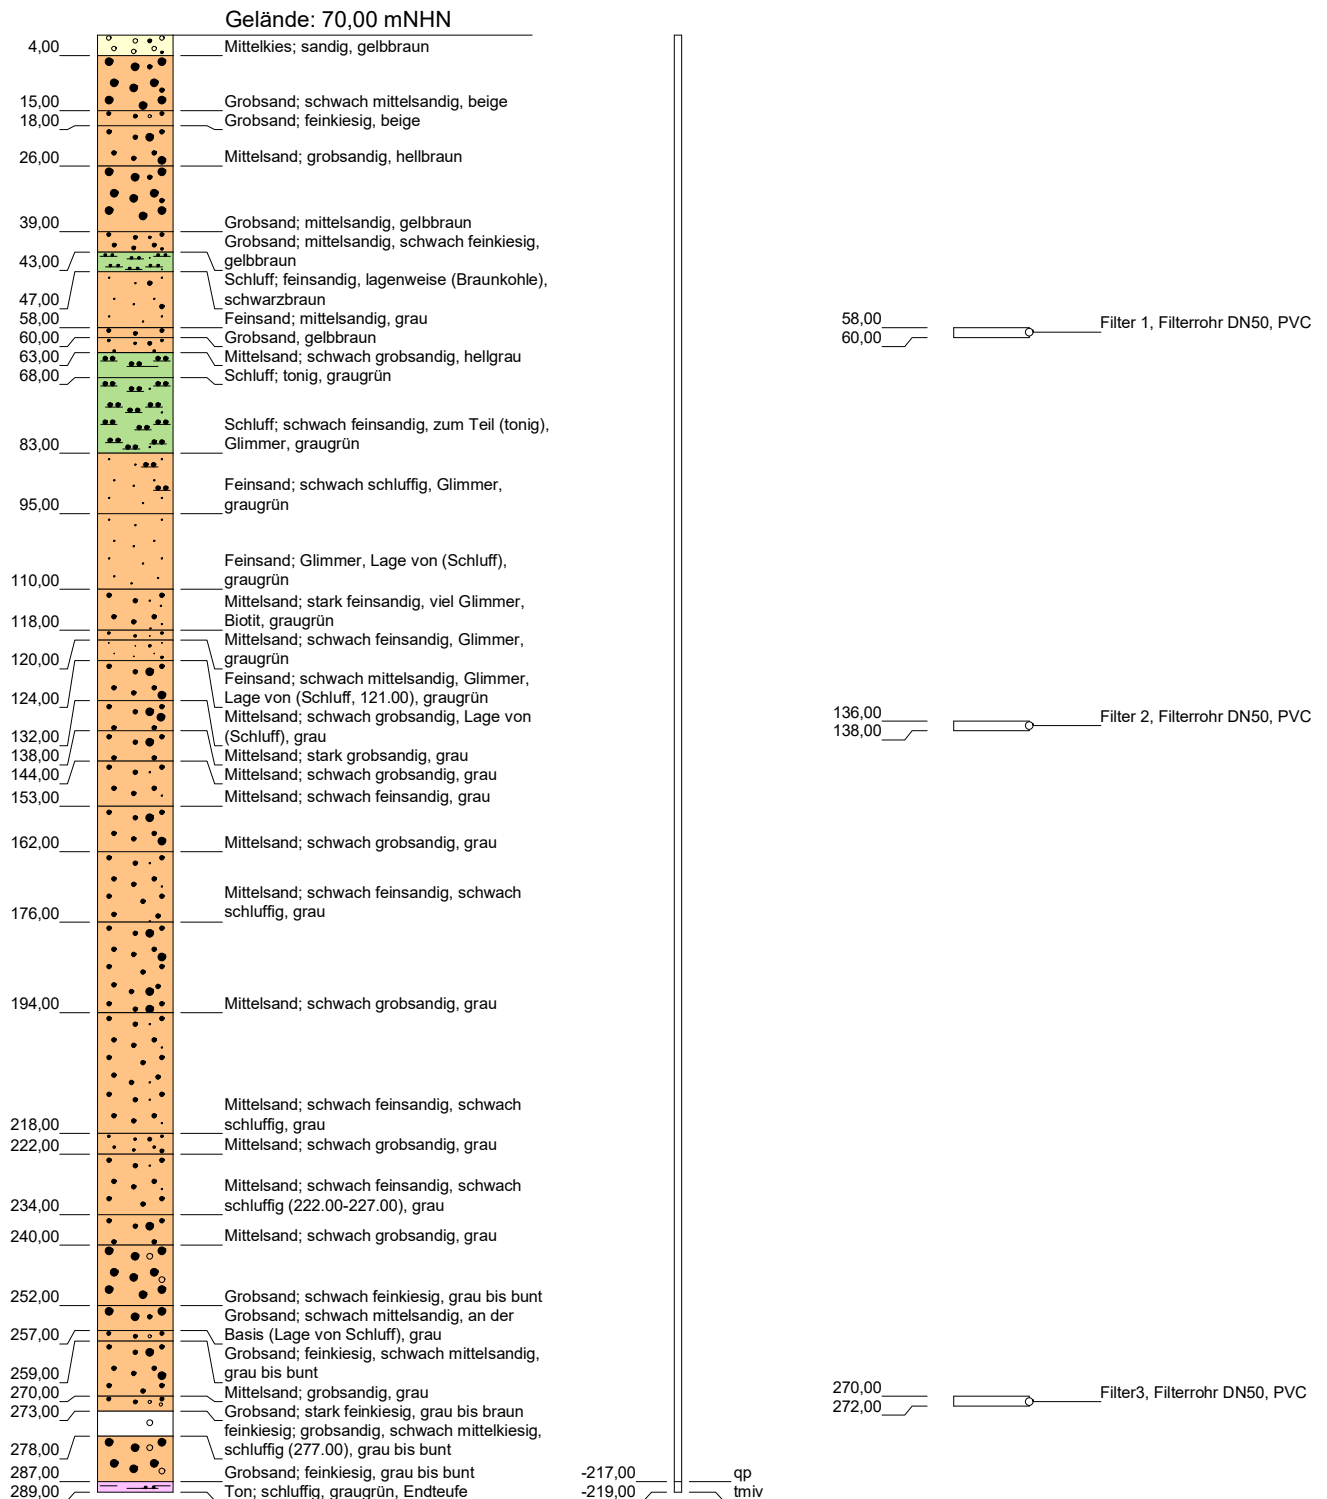 Gelände: 70,00 mNHN
4,00 Mittelkies; sandig, gelbbraun
15,00 Grobsand; schwach mittelsandig, beige
18,00 Grobsand; feinkiesig, beige
26,00 Mittelsand; grobsandig, hellbraun
39,00 Grobsand; mittelsandig, gelbbraun
Grobsand; mittelsandig, schwach feinkiesig,
43,00 gelbbraun
Schluff; feinsandig, lagenweise (Braunkohle),
47,00 schwarzbraun
58,00 Feinsand; mittelsandig, grau
58,00 Filter 1, Filterrohr DN50, PVC
60,00 Grobsand, gelbbraun
60,00
63,00 Mittelsand; schwach grobsandig, hellgrau
68,00 Schluff; tonig, graugrün
Schluff; schwach feinsandig, zum Teil (tonig),
83,00 Glimmer, graugrün
Feinsand; schwach schluffig, Glimmer,
95,00 graugrün
Feinsand; Glimmer, Lage von (Schluff),
110,00 graugrün
Mittelsand; stark feinsandig, viel Glimmer,
118,00 Biotit, graugrün
Mittelsand; schwach feinsandig, Glimmer,
120,00 graugrün
Feinsand; schwach mittelsandig, Glimmer,
124,00 Lage von (Schluff, 121.00), graugrün
Mittelsand; schwach grobsandig, Lage von
136,00 Filter 2, Filterrohr DN50, PVC
132,00 (Schluff), grau
138,00
138,00 Mittelsand; stark grobsandig, grau
144,00 Mittelsand; schwach grobsandig, grau
153,00 Mittelsand; schwach feinsandig, grau
162,00 Mittelsand; schwach grobsandig, grau
Mittelsand; schwach feinsandig, schwach
176,00 schluffig, grau
194,00 Mittelsand; schwach grobsandig, grau
Mittelsand; schwach feinsandig, schwach
218,00 schluffig, grau
222,00 Mittelsand; schwach grobsandig, grau
Mittelsand; schwach feinsandig, schwach
234,00 schluffig (222.00-227.00), grau
240,00 Mittelsand; schwach grobsandig, grau
252,00 Grobsand; schwach feinkiesig, grau bis bunt
Grobsand; schwach mittelsandig, an der
257,00 Basis (Lage von Schluff), grau
Grobsand; feinkiesig, schwach mittelsandig,
259,00 grau bis bunt
270,00 Mittelsand; grobsandig, grau
270,00 Filter3, Filterrohr DN50, PVC
273,00 Grobsand; stark feinkiesig, grau bis braun
272,00
feinkiesig; grobsandig, schwach mittelkiesig,
278,00 schluffig (277.00), grau bis bunt
287,00 Grobsand; feinkiesig, grau bis bunt
-217,00 qp
289,00 Ton; schluffig, graugrün, Endteufe
-219,00 tmiv